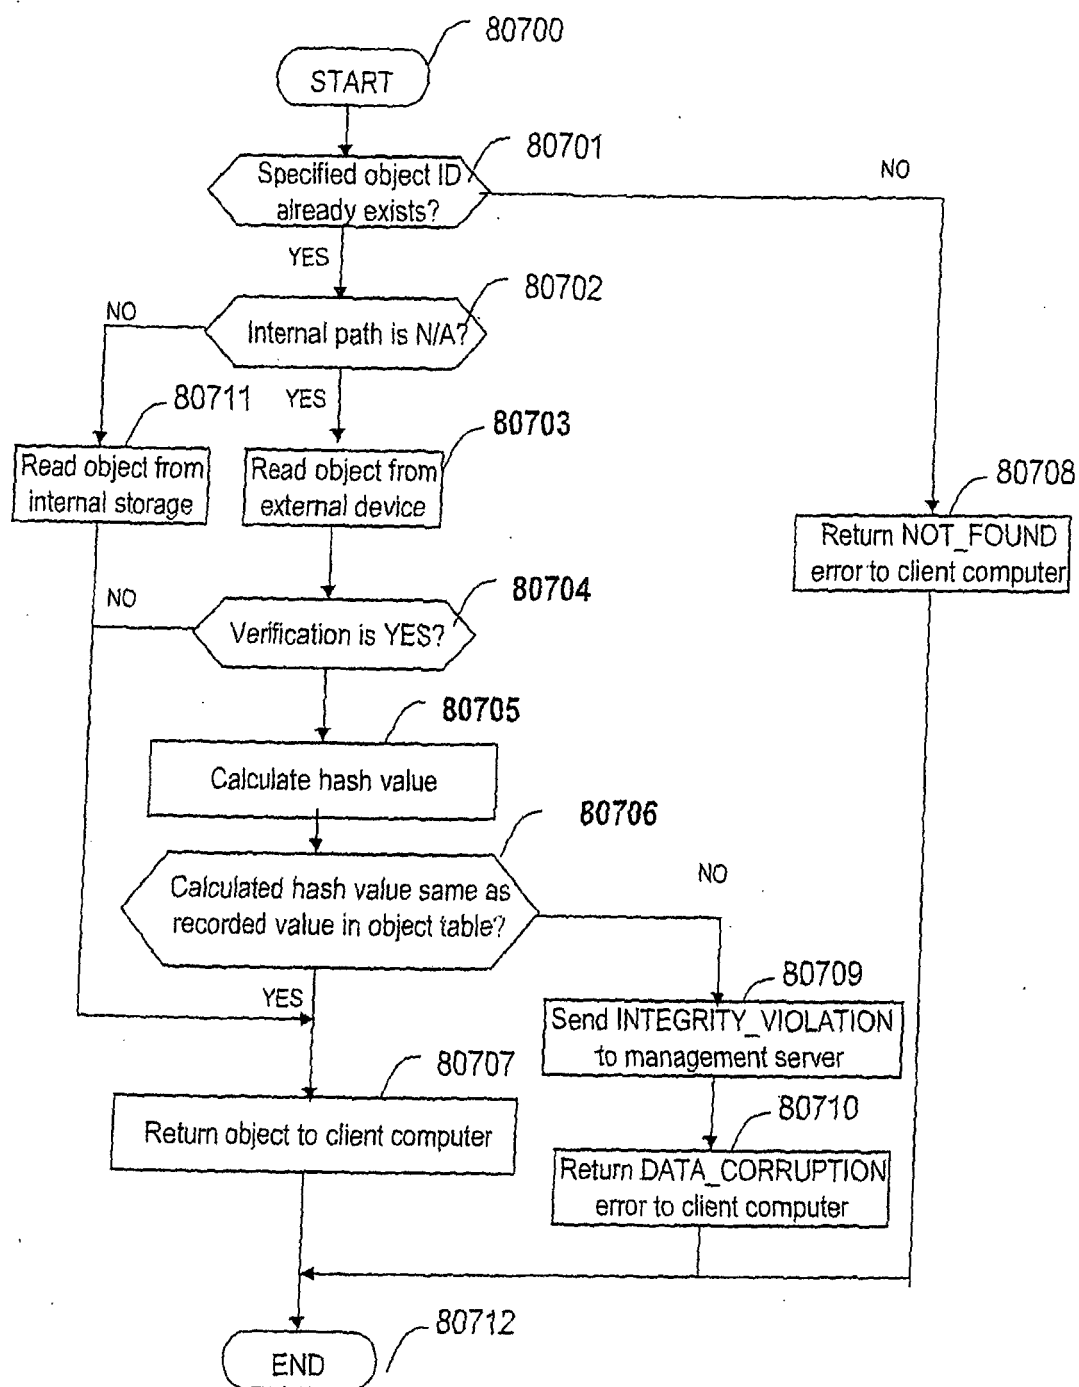 80700
START
80701
Specified object ID
already exists?
NO
YES
80702
Internal path is N/A?
NO
YES
80711
80703
Read object from
internal storage
Read object from
external device
80708
Return NOT_FOUND
error to client computer
80704
Verification is YES?
NO
80705
Calculate hash value
80706
Calculated hash value same as
recorded value in object table?
NO
YES
80709
Send INTEGRITY_VIOLATION
to management server
80707
Return object to client computer
80710
Return DATA_CORRUPTION
error to client computer
80712
END